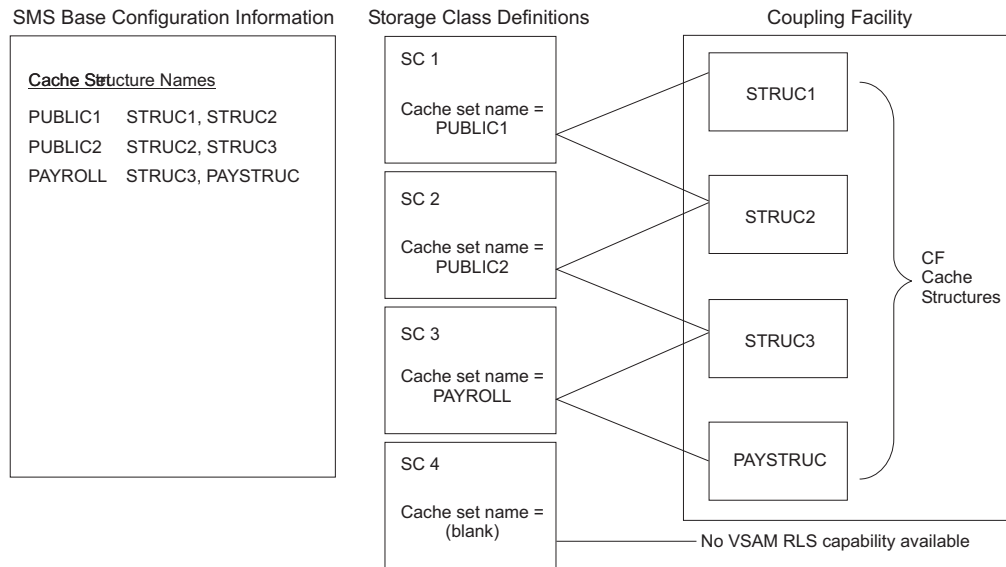 SMS Base Configuration Information
Cache Set Structure Names
PUBLIC1 STRUC1, STRUC2
PUBLIC2 STRUC2, STRUC3
PAYROLL STRUC3, PAYSTRUC
Storage Class Definitions
SC 1
Cache set name =
PUBLIC1
SC 2
Cache set name =
PUBLIC2
SC 3
Cache set name =
PAYROLL
SC 4
Cache set name =
(blank)
Coupling Facility
STRUC1
STRUC2
STRUC3
PAYSTRUC
CF
Cache
Structures
No VSAM RLS capability available